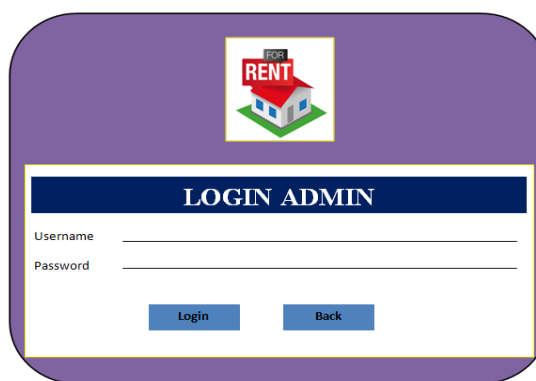 FOR
RENT
LOGIN ADMIN
Username
Password
Login Back